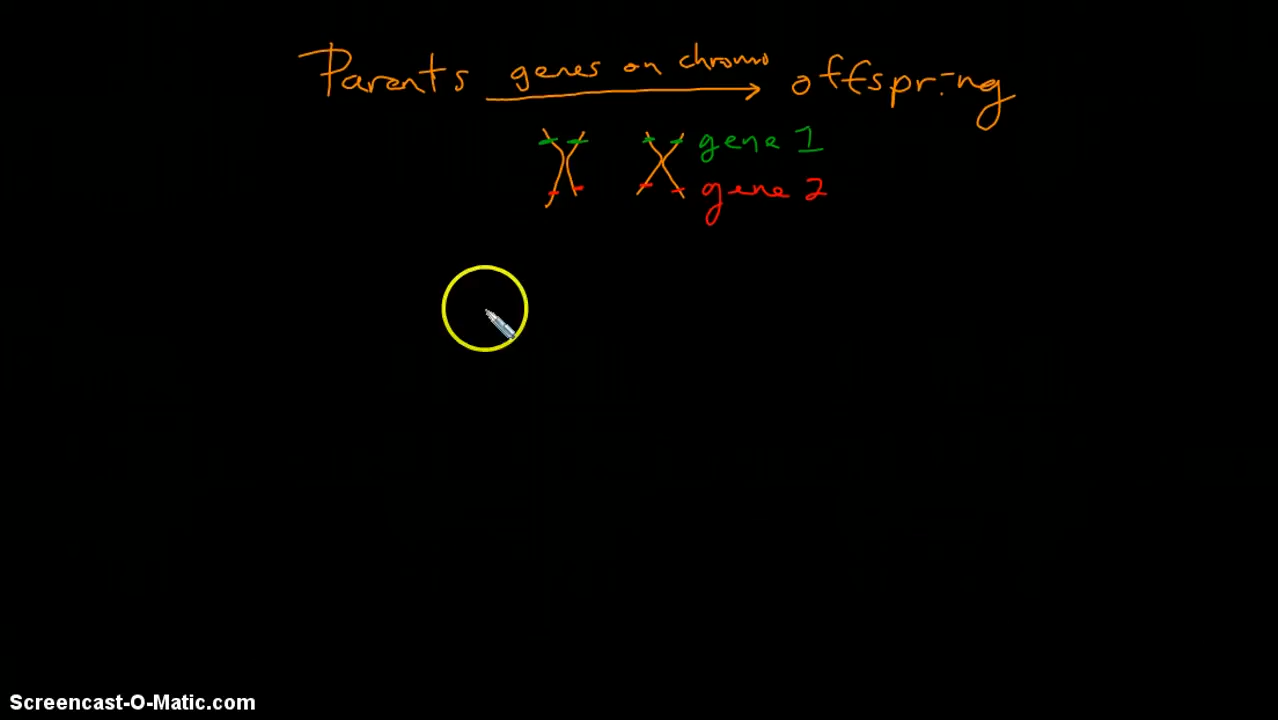 Parents genes on chromo offspring
gene 1
gene 2
Screencast-O-Matic.com